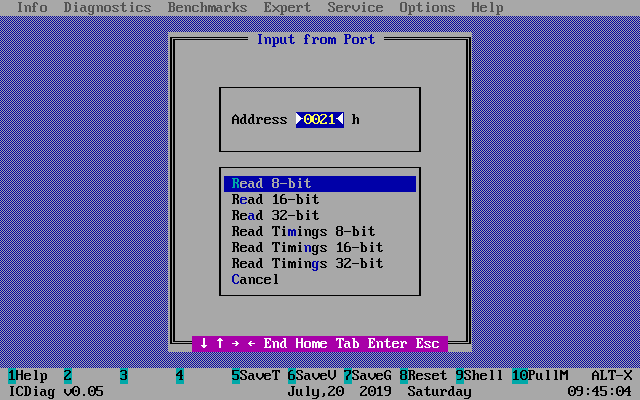 Info Diagnostics Benchmarks Expert Service Options Help
Input from Port
Address 0021 h
Read 8-bit
Read 16-bit
Read 32-bit
Read Timings 8-bit
Read Timings 16-bit
Read Timings 32-bit
Cancel
↓ ↑ → ← End Home Tab Enter Esc
1Help 2 3 4 5SaveT 6SaveV 7SaveG 8Reset 9Shell 10PullM ALT-X
ICDiag v0.05 July,20 2019 Saturday 09:45:04